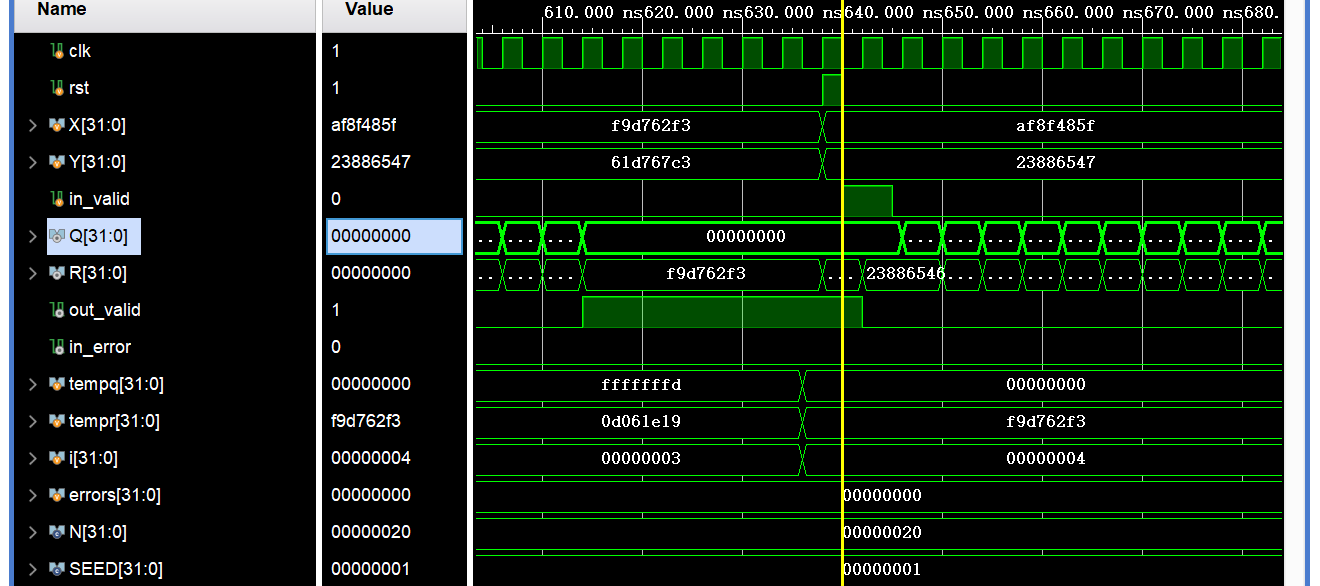 Name Value 610.000 ns 620.000 ns 630.000 ns 640.000 ns 650.000 ns 660.000 ns 670.000 ns 680.
clk 1
rst 1
X[31:0] af8f485f f9d762f3 af8f485f
Y[31:0] 23886547 61d767c3 23886547
in_valid 0
Q[31:0] 00000000 ... ... ... 00000000 ... ... ... ... ... ... ... ... ... ...
R[31:0] 00000000 ... ... ... f9d762f3 ... 23886546 ... ... ... ... ... ... ... ... ...
out_valid 1
in_error 0
tempq[31:0] 00000000 fffffffd 00000000
tempr[31:0] f9d762f3 0d061e19 f9d762f3
i[31:0] 00000004 00000003 00000004
errors[31:0] 00000000 00000000
N[31:0] 00000020 00000020
SEED[31:0] 00000001 00000001